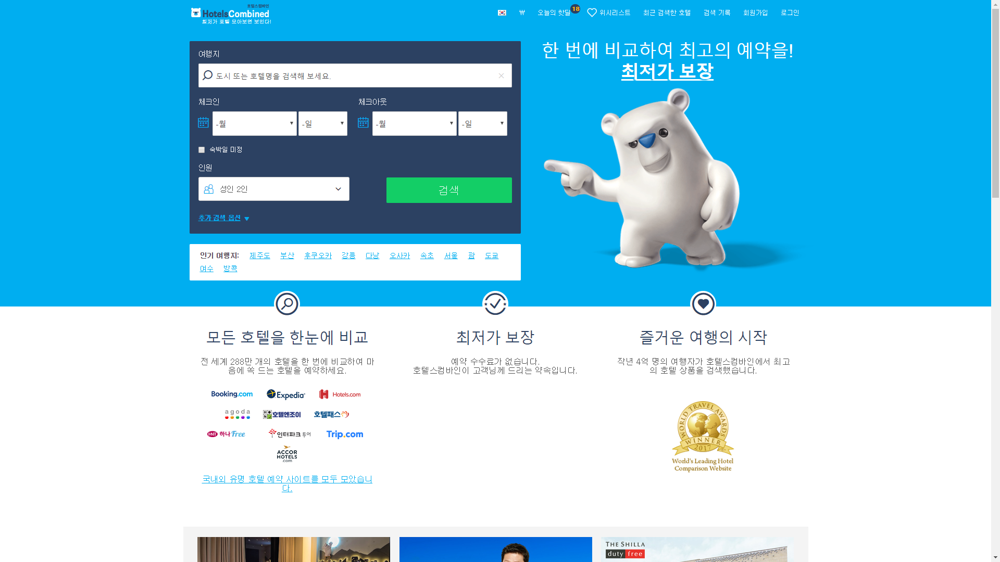 호텔스컴바인
HotelsCombined
최저가 호텔 모아보면 보인다!
₩
오늘의 핫딜 18
위시리스트
최근 검색한 호텔
검색 기록
회원가입
로그인
여행지
도시 또는 호텔명을 검색해 보세요.
체크인
체크아웃
-월
-일
-월
-일
숙박일 미정
인원
성인 2인
검색
추가 검색 옵션
인기 여행지: 제주도 부산 후쿠오카 강릉 다낭 오사카 속초 서울 괌 도쿄
여수 방콕
한 번에 비교하여 최고의 예약을!
최저가 보장
모든 호텔을 한눈에 비교
전 세계 288만 개의 호텔을 한 번에 비교하여 마
음에 쏙 드는 호텔을 예약하세요.
Booking.com
Expedia
Hotels.com
agoda
HONJ 호텔엔조이
호텔패스
HNT 하나Free
인터파크 투어
Trip.com
ACCOR
HOTELS
.com
국내외 유명 호텔 예약 사이트를 모두 모았습니
다.
최저가 보장
예약 수수료가 없습니다.
호텔스컴바인이 고객님께 드리는 약속입니다.
즐거운 여행의 시작
작년 4억 명의 여행자가 호텔스컴바인에서 최고
의 호텔 상품을 검색했습니다.
WORLD TRAVEL AWARDS
WINNER
2017
World's Leading Hotel
Comparison Website
THE SHILLA
duty free